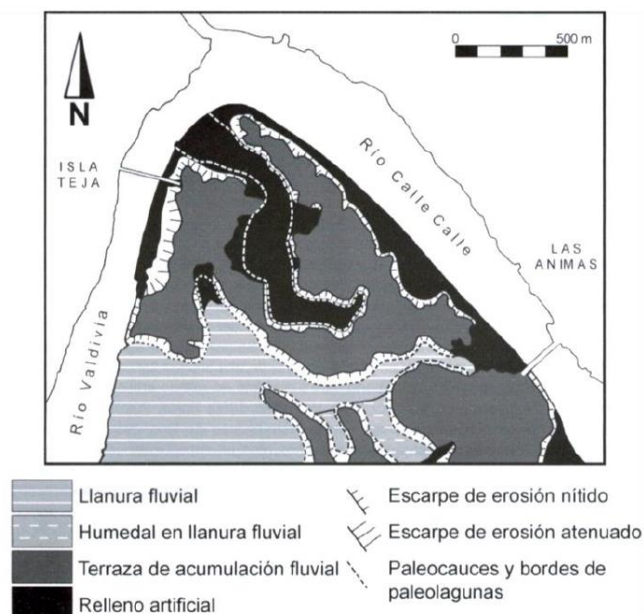 0 500 m
N
ISLA
TEJA
Río Calle Calle
LAS
ANIMAS
Río Valdivia
Llanura fluvial
Humedal en llanura fluvial
Terraza de acumulación fluvial
Relleno artificial
Escarpe de erosión nítido
Escarpe de erosión atenuado
Paleocauces y bordes de
paleolagunas